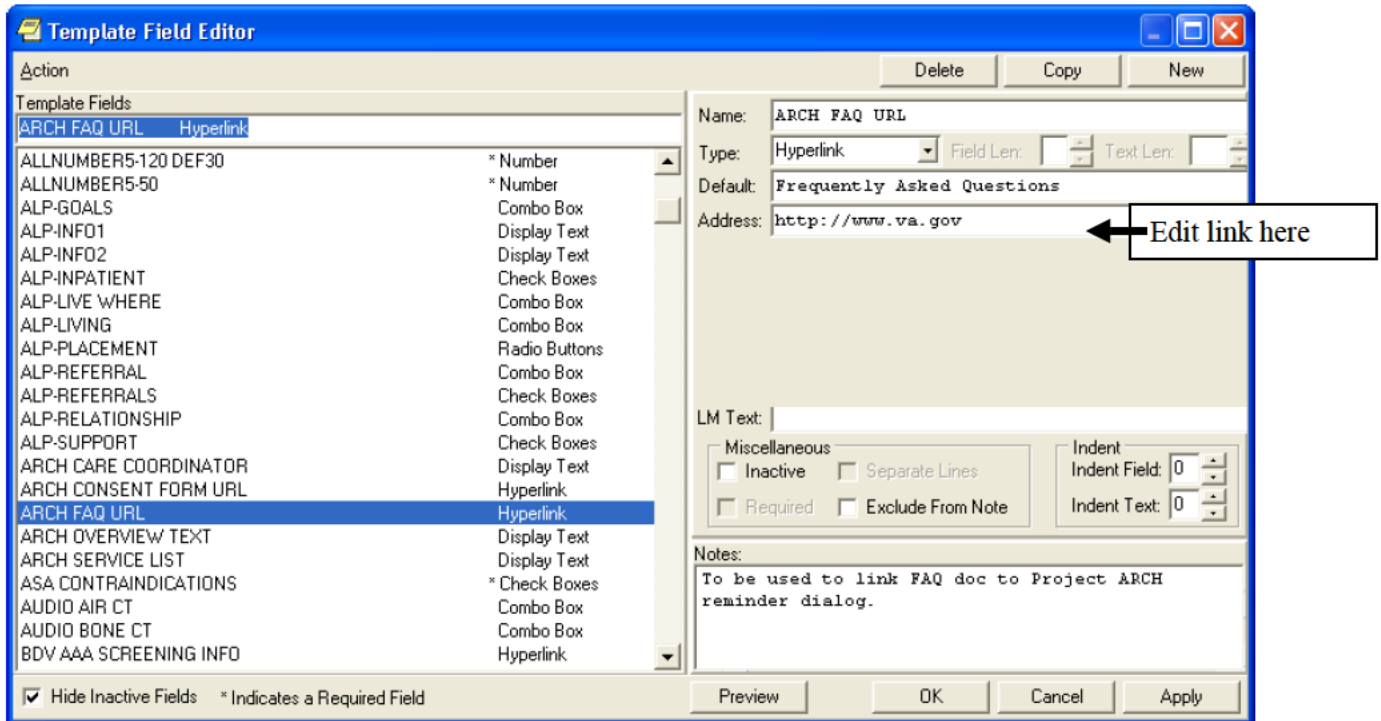 Template Field Editor
Action
Delete Copy New
Template Fields
ARCH FAQ URL Hyperlink
ALLNUMBER5-120 DEF30 * Number
ALLNUMBER5-50 * Number
ALP-GOALS Combo Box
ALP-INFO1 Display Text
ALP-INFO2 Display Text
ALP-INPATIENT Check Boxes
ALP-LIVE WHERE Combo Box
ALP-LIVING Combo Box
ALP-PLACEMENT Radio Buttons
ALP-REFERRAL Combo Box
ALP-REFERRALS Check Boxes
ALP-RELATIONSHIP Combo Box
ALP-SUPPORT Check Boxes
ARCH CARE COORDINATOR Display Text
ARCH CONSENT FORM URL Hyperlink
ARCH FAQ URL Hyperlink
ARCH OVERVIEW TEXT Display Text
ARCH SERVICE LIST Display Text
ASA CONTRAINDICATIONS * Check Boxes
AUDIO AIR CT Combo Box
AUDIO BONE CT Combo Box
BDV AAA SCREENING INFO Hyperlink
Hide Inactive Fields * Indicates a Required Field
Name: ARCH FAQ URL
Type: Hyperlink Field Len: Text Len:
Default: Frequently Asked Questions
Address: http://www.va.gov
Edit link here
LM Text:
Miscellaneous
Inactive Separate Lines
Required Exclude From Note
Indent
Indent Field: 0
Indent Text: 0
Notes:
To be used to link FAQ doc to Project ARCH
reminder dialog.
Preview OK Cancel Apply